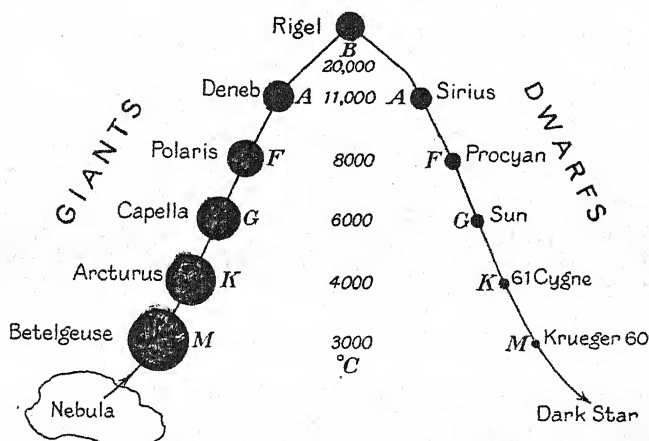 Rigel
B
20,000
Deneb A 11,000 A Sirius
GIANTS
DWARFS
Polaris F 8000 F Procyan
Capella G 6000 G Sun
Arcturus K 4000 K 61 Cygne
Betelgeuse M 3000 M Krueger 60
°C
Nebula
Dark Star